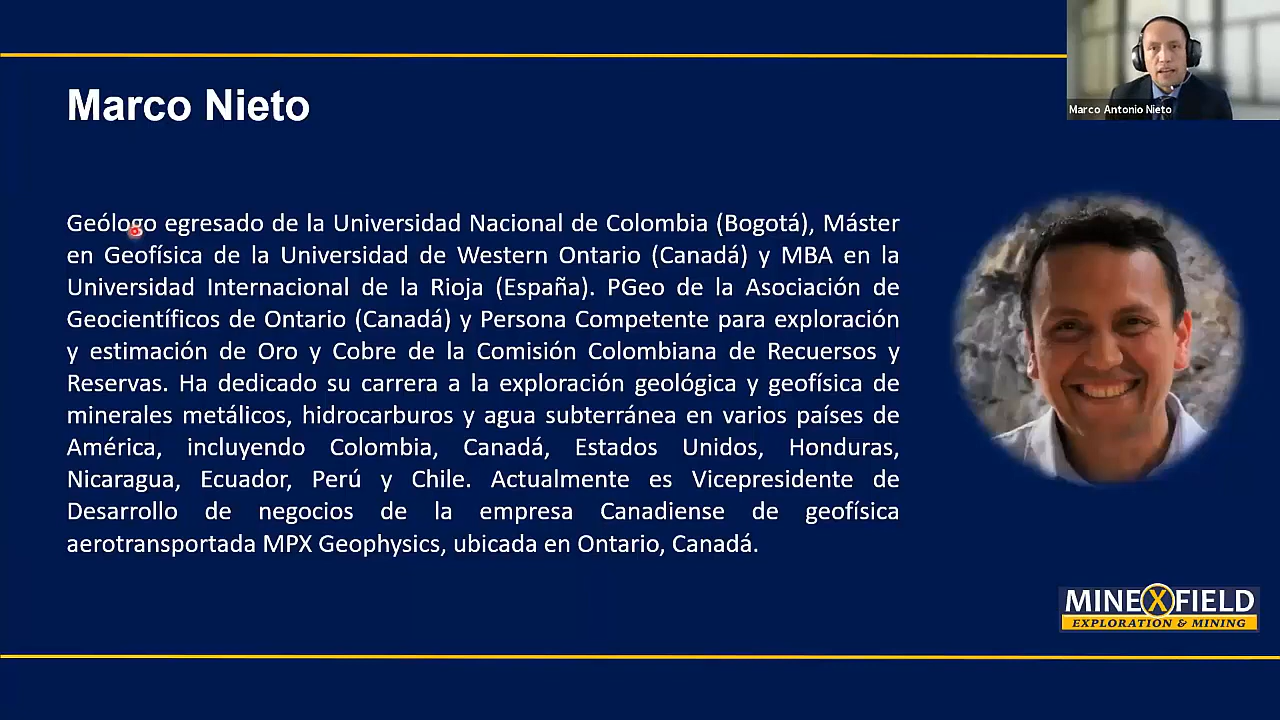 Marco Nieto
Marco Antonio Nieto
Geólogo egresado de la Universidad Nacional de Colombia (Bogotá), Máster
en Geofísica de la Universidad de Western Ontario (Canadá) y MBA en la
Universidad Internacional de la Rioja (España). PGeo de la Asociación de
Geocientíficos de Ontario (Canadá) y Persona Competente para exploración
y estimación de Oro y Cobre de la Comisión Colombiana de Recuersos y
Reservas. Ha dedicado su carrera a la exploración geológica y geofísica de
minerales metálicos, hidrocarburos y agua subterránea en varios países de
América, incluyendo Colombia, Canadá, Estados Unidos, Honduras,
Nicaragua, Ecuador, Perú y Chile. Actualmente es Vicepresidente de
Desarrollo de negocios de la empresa Canadiense de geofísica
aerotransportada MPX Geophysics, ubicada en Ontario, Canadá.
MINEXFIELD
EXPLORATION & MINING